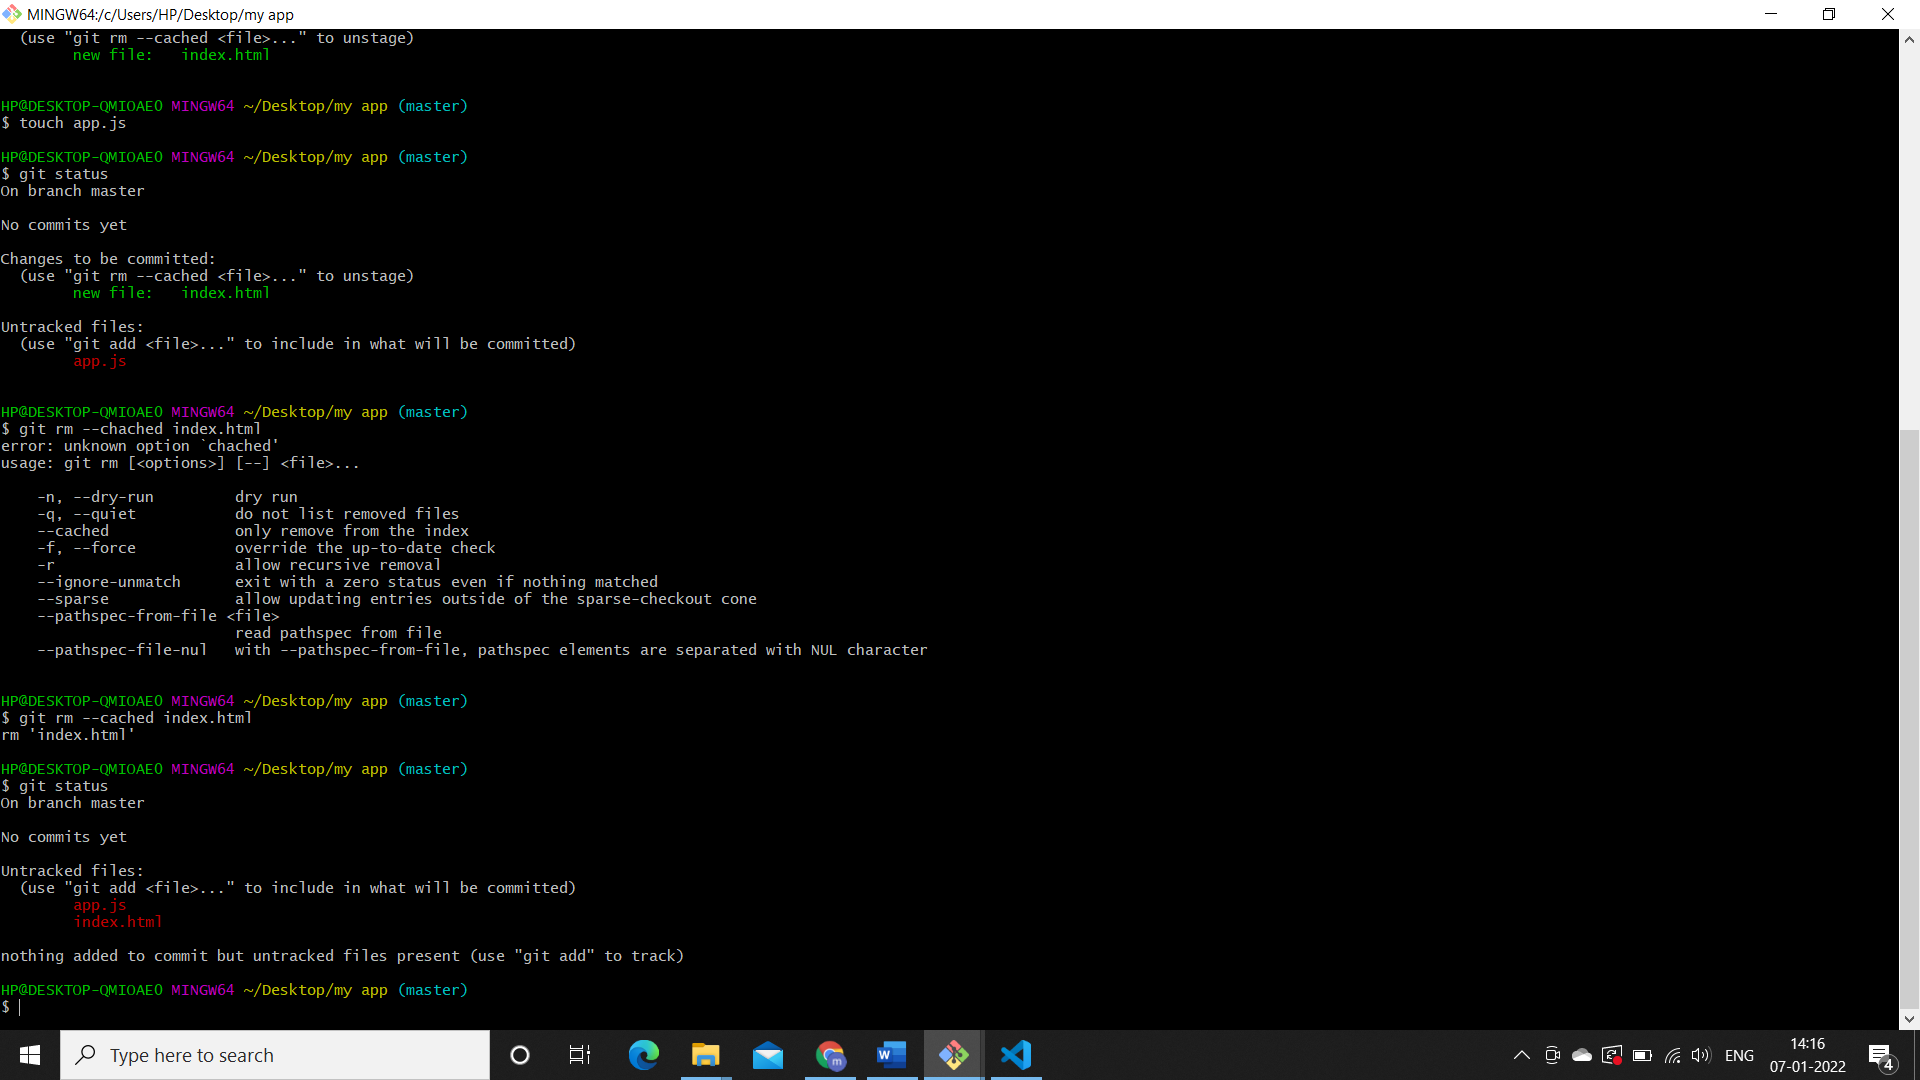 MINGW64:/c/Users/HP/Desktop/my app
(use "git rm --cached <file>..." to unstage)
new file:   index.html
HP@DESKTOP-QMIOAE0 MINGW64 ~/Desktop/my app (master)
$ touch app.js
HP@DESKTOP-QMIOAE0 MINGW64 ~/Desktop/my app (master)
$ git status
On branch master
No commits yet
Changes to be committed:
(use "git rm --cached <file>..." to unstage)
new file:   index.html
Untracked files:
(use "git add <file>..." to include in what will be committed)
app.js
HP@DESKTOP-QMIOAE0 MINGW64 ~/Desktop/my app (master)
$ git rm --chached index.html
error: unknown option `chached'
usage: git rm [<options>] [--] <file>...
-n, --dry-run         dry run
-q, --quiet           do not list removed files
--cached              only remove from the index
-f, --force           override the up-to-date check
-r                    allow recursive removal
--ignore-unmatch      exit with a zero status even if nothing matched
--sparse              allow updating entries outside of the sparse-checkout cone
--pathspec-from-file <file>
read pathspec from file
--pathspec-file-nul   with --pathspec-from-file, pathspec elements are separated with NUL character
HP@DESKTOP-QMIOAE0 MINGW64 ~/Desktop/my app (master)
$ git rm --cached index.html
rm 'index.html'
HP@DESKTOP-QMIOAE0 MINGW64 ~/Desktop/my app (master)
$ git status
On branch master
No commits yet
Untracked files:
(use "git add <file>..." to include in what will be committed)
app.js
index.html
nothing added to commit but untracked files present (use "git add" to track)
HP@DESKTOP-QMIOAE0 MINGW64 ~/Desktop/my app (master)
$
Type here to search
m
W
ENG
14:16
07-01-2022
4